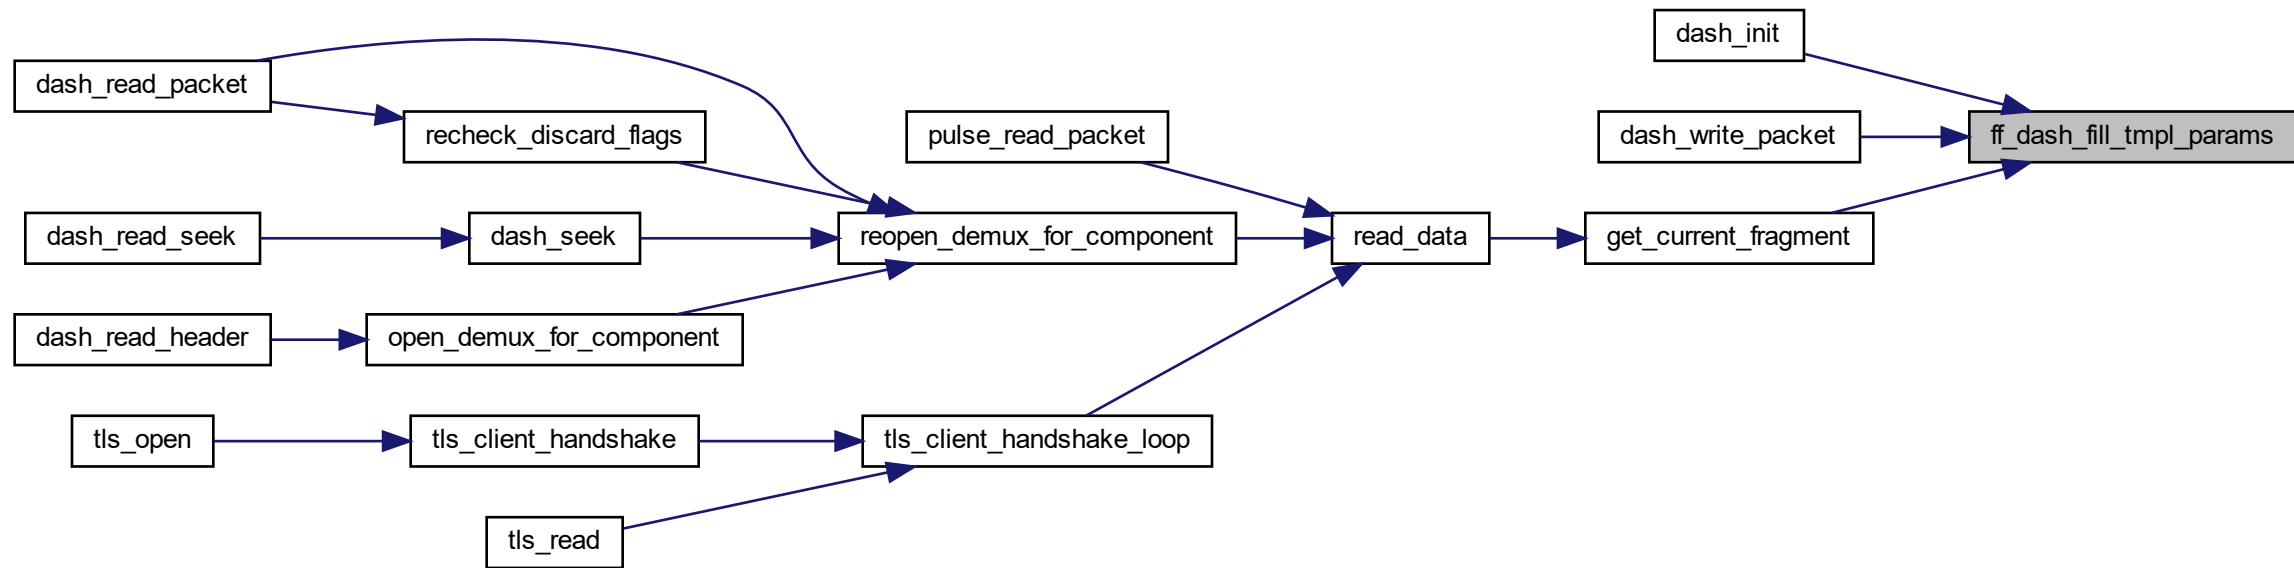 dash_init
dash_read_packet
recheck_discard_flags
pulse_read_packet
dash_write_packet
ff_dash_fill_tmpl_params
dash_read_seek
dash_seek
reopen_demux_for_component
read_data
get_current_fragment
dash_read_header
open_demux_for_component
tls_open
tls_client_handshake
tls_client_handshake_loop
tls_read